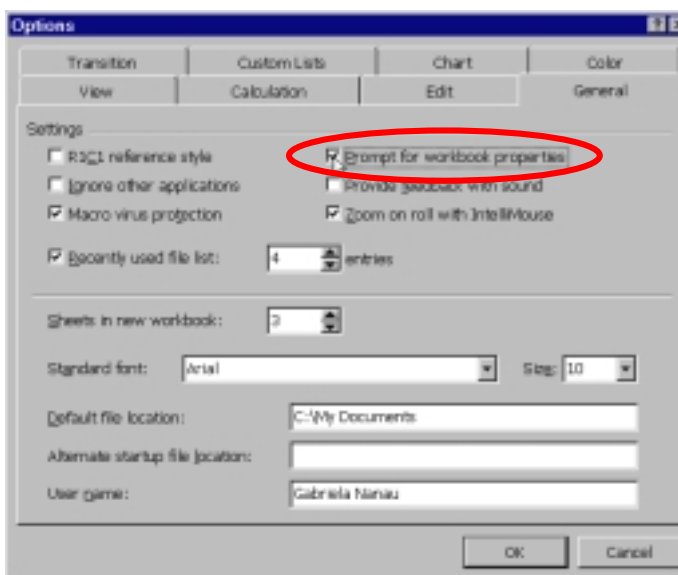 Options
Transition Custom Lists Chart Color
View Calculation Edit General
Settings
R1C1 reference style Prompt for workbook properties
Ignore other applications Provide feedback with sound
Macro virus protection Zoom on roll with IntelliMouse
Recently used file list: 4 entries
Sheets in new workbook: 3
Standard font: Arial Size: 10
Default file location: C:\My Documents
Alternate startup file location:
User name: Gabriela Nanau
OK Cancel